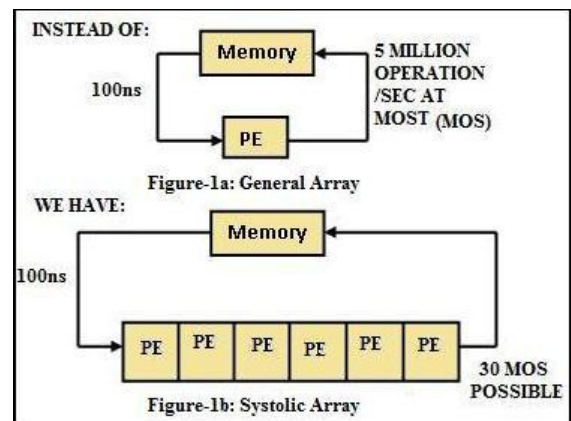 INSTEAD OF:
Memory
5 MILLION
OPERATION
/SEC AT
MOST (MOS)
100ns
PE
Figure-1a: General Array
WE HAVE:
Memory
100ns
PE PE PE PE PE PE
30 MOS
POSSIBLE
Figure-1b: Systolic Array